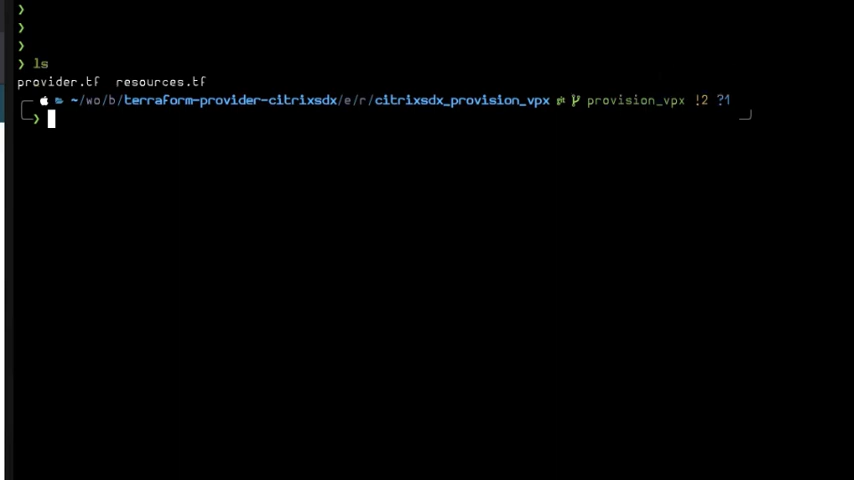 ❯
❯
❯
❯ ls
provider.tf resources.tf
~/wo/b/terraform-provider-citrixsdx/e/r/citrixsdx_provision_vpx provision_vpx !2 ?1
❯